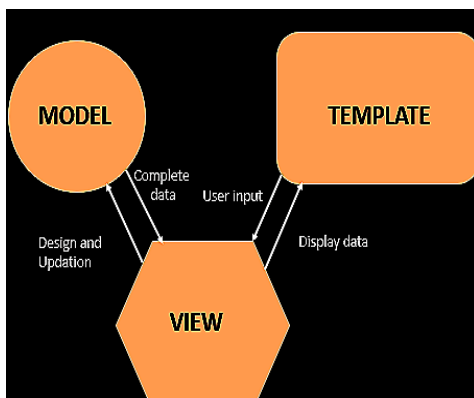 MODEL
TEMPLATE
Complete
data
User input
Design and
Updation
Display data
VIEW